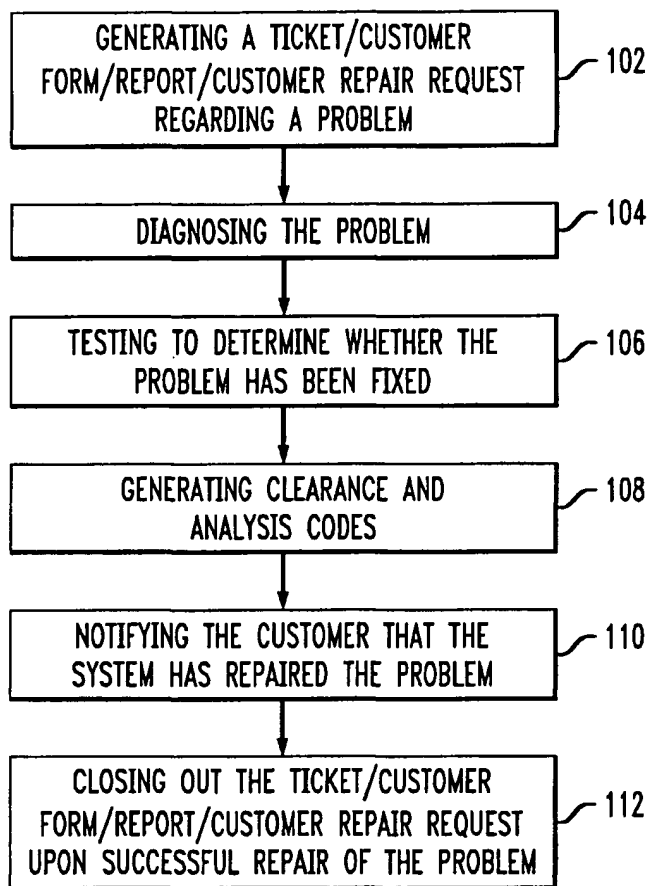 GENERATING A TICKET/CUSTOMER
FORM/REPORT/CUSTOMER REPAIR REQUEST
REGARDING A PROBLEM
102
DIAGNOSING THE PROBLEM
104
TESTING TO DETERMINE WHETHER THE
PROBLEM HAS BEEN FIXED
106
GENERATING CLEARANCE AND
ANALYSIS CODES
108
NOTIFYING THE CUSTOMER THAT THE
SYSTEM HAS REPAIRED THE PROBLEM
110
CLOSING OUT THE TICKET/CUSTOMER
FORM/REPORT/CUSTOMER REPAIR REQUEST
UPON SUCCESSFUL REPAIR OF THE PROBLEM
112